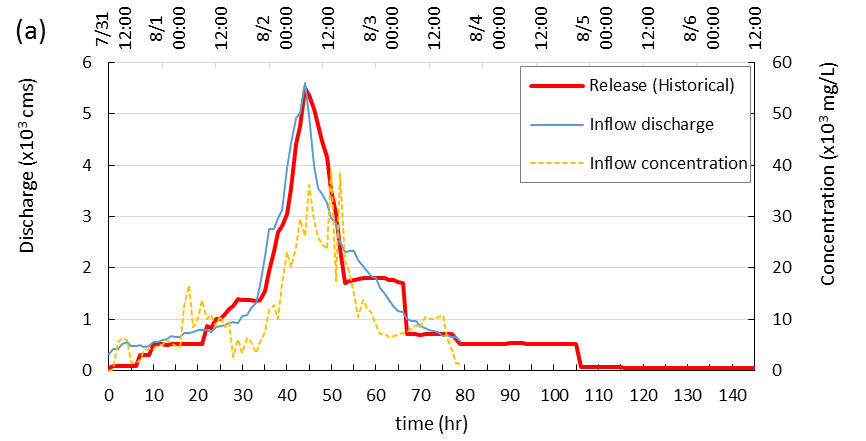 (a)
7/31 12:00 8/1 00:00 12:00 8/2 00:00 12:00 8/3 00:00 12:00 8/4 00:00 12:00 8/5 00:00 12:00 8/6 00:00 12:00
6 60
5 50
4 40
3 30
2 20
1 10
0 0
Discharge (x10³ cms)
Concentration (x10³ mg/L)
Release (Historical)
Inflow discharge
Inflow concentration
0 10 20 30 40 50 60 70 80 90 100 110 120 130 140
time (hr)